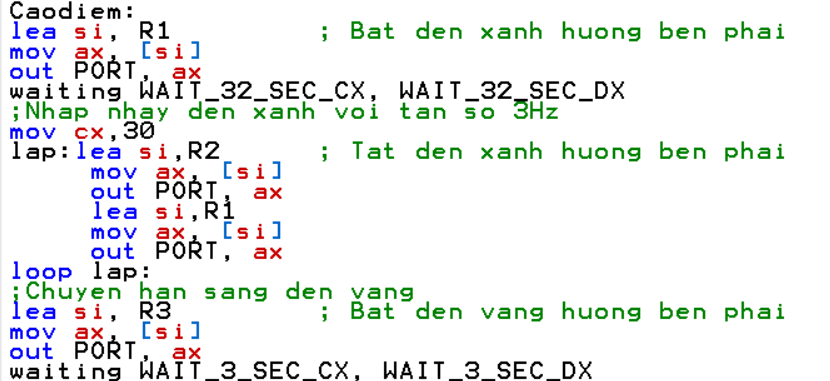 Caodiem:
lea si, R1 ; Bat den xanh huong ben phai
mov ax, [si]
out PORT, ax
waiting WAIT_32_SEC_CX, WAIT_32_SEC_DX
;Nhap nhay den xanh voi tan so 3Hz
mov cx,30
lap:lea si,R2 ; Tat den xanh huong ben phai
mov ax, [si]
out PORT, ax
lea si,R1
mov ax, [si]
out PORT, ax
loop lap:
;Chuyen han sang den vang
lea si, R3 ; Bat den vang huong ben phai
mov ax, [si]
out PORT, ax
waiting WAIT_3_SEC_CX, WAIT_3_SEC_DX